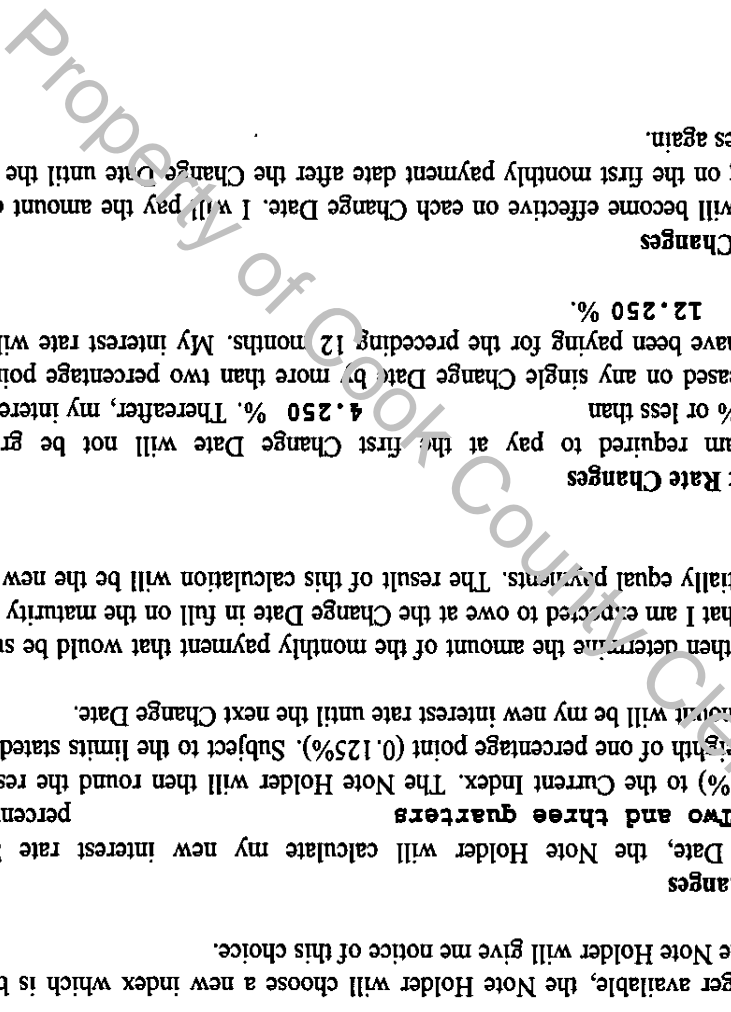 ger available, the Note Holder will choose a new index which is b
e Note Holder will give me notice of this choice.
anges
Date, the Note Holder will calculate my new interest rate
Two and three quarters percen
%) to the Current Index. The Note Holder will then round the res
eighth of one percentage point (0.125%). Subject to the limits stated
mount will be my new interest rate until the next Change Date.
then determine the amount of the monthly payment that would be su
hat I am expected to owe at the Change Date in full on the maturity
tially equal payments. The result of this calculation will be the new
t Rate Changes
am required to pay at the first Change Date will not be gr
% or less than 4.250 %. Thereafter, my intere
eased on any single Change Date by more than two percentage poi
have been paying for the preceding 12 months. My interest rate wil
12.250 %.
Changes
will become effective on each Change Date. I will pay the amount
on the first monthly payment date after the Change Date until the
es again.
Property of Cook County Cle